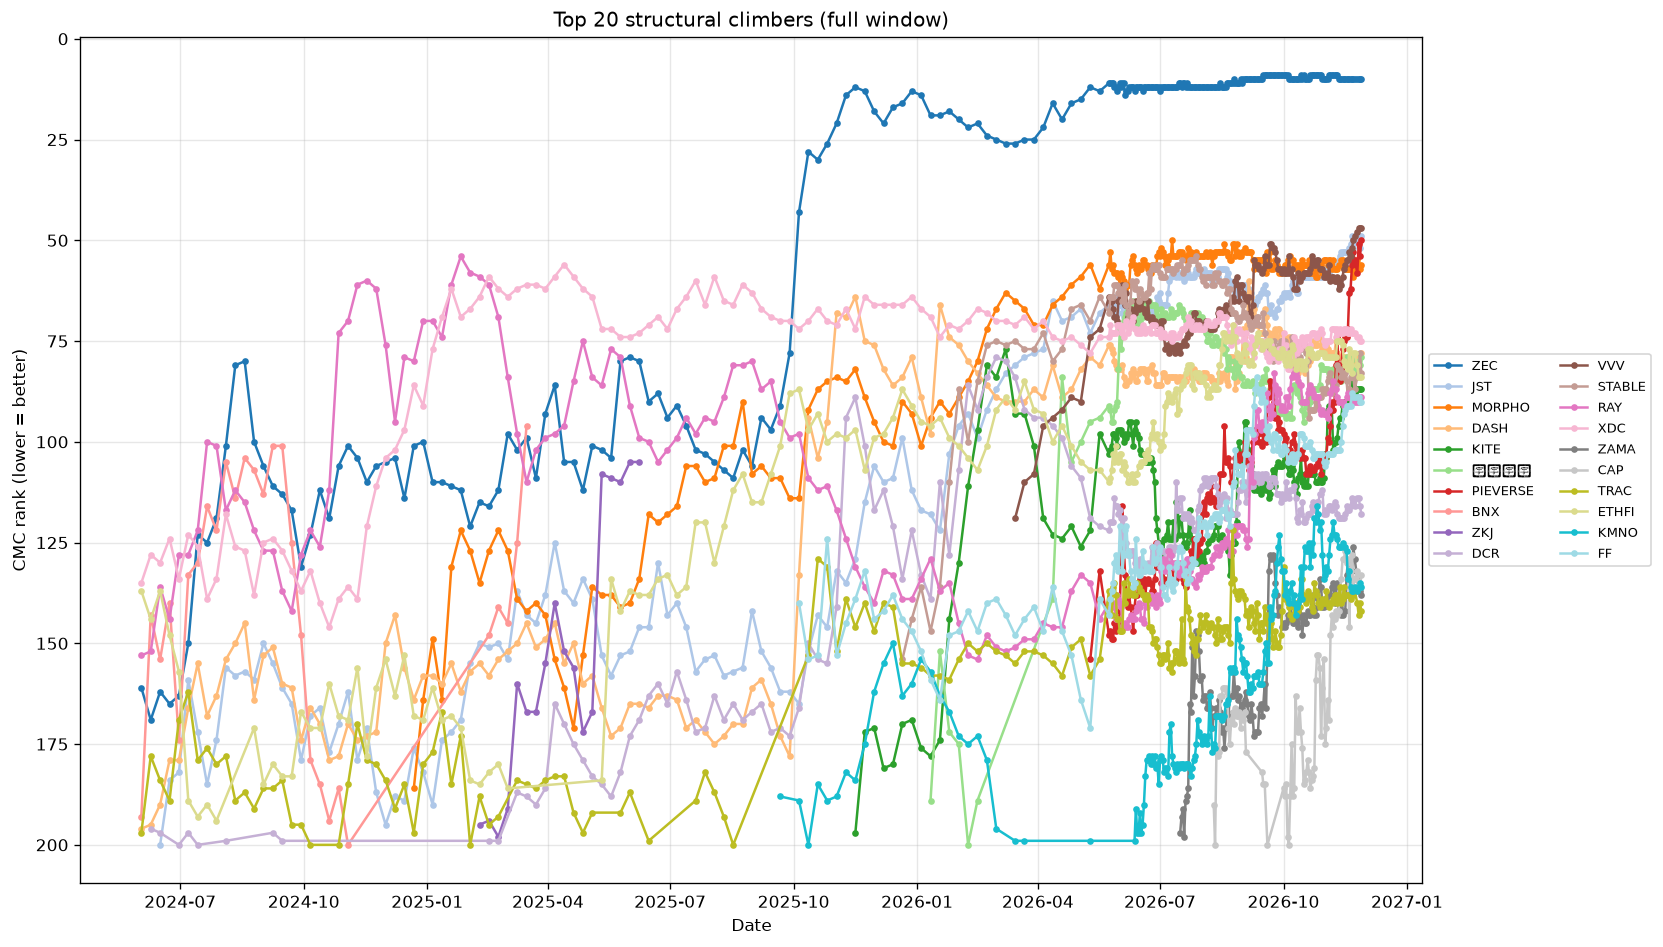 Top 20 structural climbers (full window)
CMC rank (lower = better)
0
25
50
75
100
125
150
175
200
2024-07
2024-10
2025-01
2025-04
2025-07
2025-10
2026-01
2026-04
2026-07
2026-10
2027-01
Date
ZEC
JST
MORPHO
DASH
KITE
PIEVERSE
BNX
ZKJ
DCR
VVV
STABLE
RAY
XDC
ZAMA
CAP
TRAC
ETHFI
KMNO
FF